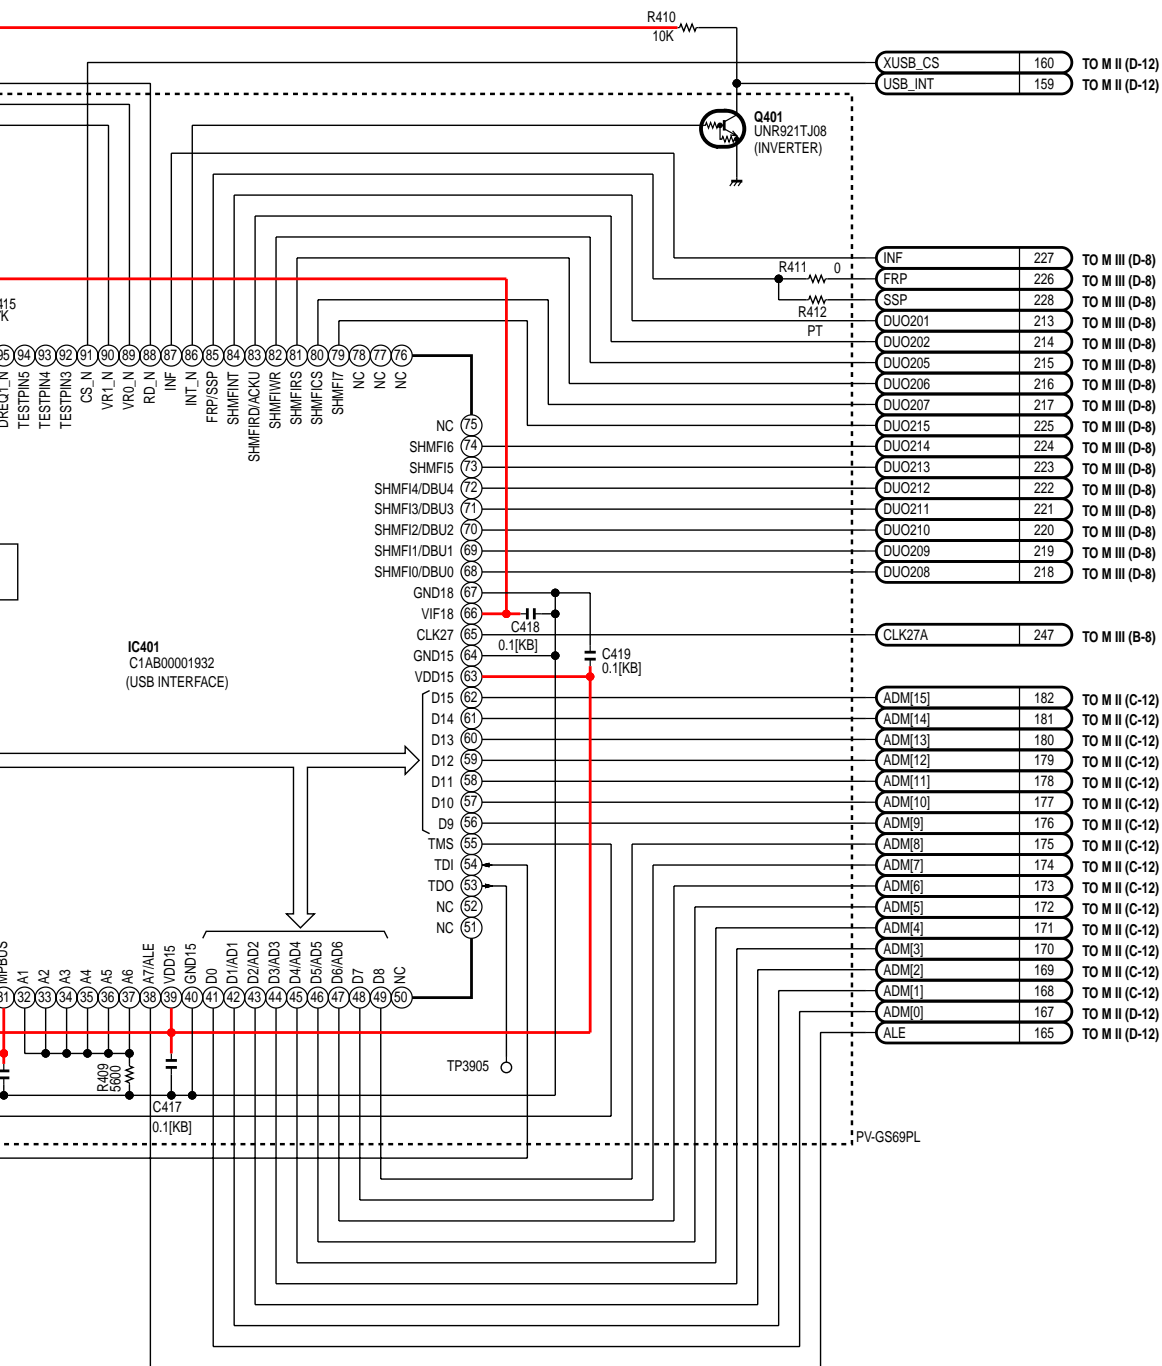 R410
10K
XUSB_CS 160 TO M II (D-12)
USB_INT 159 TO M II (D-12)
Q401
UNR921TJ08
(INVERTER)
INF 227 TO M III (D-8)
R411 0
FRP 226 TO M III (D-8)
SSP 228 TO M III (D-8)
R412
PT
DUO201 213 TO M III (D-8)
DUO202 214 TO M III (D-8)
DUO205 215 TO M III (D-8)
DUO206 216 TO M III (D-8)
DUO207 217 TO M III (D-8)
DUO215 225 TO M III (D-8)
DUO214 224 TO M III (D-8)
DUO213 223 TO M III (D-8)
DUO212 222 TO M III (D-8)
DUO211 221 TO M III (D-8)
DUO210 220 TO M III (D-8)
DUO209 219 TO M III (D-8)
DUO208 218 TO M III (D-8)
CLK27A 247 TO M III (B-8)
ADM[15] 182 TO M II (C-12)
ADM[14] 181 TO M II (C-12)
ADM[13] 180 TO M II (C-12)
ADM[12] 179 TO M II (C-12)
ADM[11] 178 TO M II (C-12)
ADM[10] 177 TO M II (C-12)
ADM[9] 176 TO M II (C-12)
ADM[8] 175 TO M II (C-12)
ADM[7] 174 TO M II (C-12)
ADM[6] 173 TO M II (C-12)
ADM[5] 172 TO M II (C-12)
ADM[4] 171 TO M II (C-12)
ADM[3] 170 TO M II (C-12)
ADM[2] 169 TO M II (C-12)
ADM[1] 168 TO M II (C-12)
ADM[0] 167 TO M II (D-12)
ALE 165 TO M II (D-12)
415
K
95 94 93 92 91 90 89 88 87 86 85 84 83 82 81 80 79 78 77 76
DREQ1_N
TESTPIN5
TESTPIN4
TESTPIN3
CS_N
VR1_N
VR0_N
RD_N
INF
INT_N
FRP/SSP
SHMFINT
SHMFIRD/ACKU
SHMFIWR
SHMFIRS
SHMFICS
SHMFI7
NC
NC
NC
NC 75
SHMFI6 74
SHMFI5 73
SHMFI4/DBU4 72
SHMFI3/DBU3 71
SHMFI2/DBU2 70
SHMFI1/DBU1 69
SHMFI0/DBU0 68
GND18 67
VIF18 66
CLK27 65
GND15 64
VDD15 63
D15 62
D14 61
D13 60
D12 59
D11 58
D10 57
D9 56
TMS 55
TDI 54
TDO 53
NC 52
NC 51
C418
0.1[KB]
C419
0.1[KB]
IC401
C1AB00001932
(USB INTERFACE)
MPBUS
A1
A2
A3
A4
A5
A6
A7/ALE
VDD15
GND15
D0
D1/AD1
D2/AD2
D3/AD3
D4/AD4
D5/AD5
D6/AD6
D7
D8
NC
31 32 33 34 35 36 37 38 39 40 41 42 43 44 45 46 47 48 49 50
R409
5600
C417
0.1[KB]
TP3905
PV-GS69PL